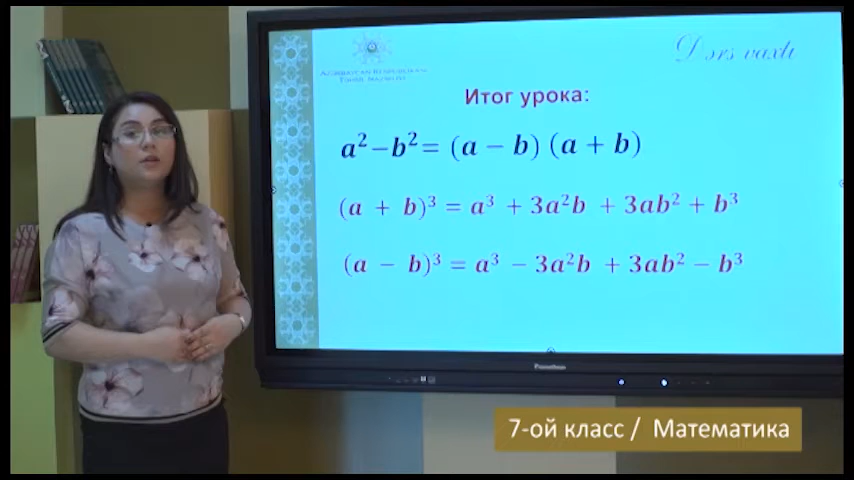 Dərs vaxtı
Итог урока:
a² – b² = (a – b) (a + b)
(a + b)³ = a³ + 3a²b + 3ab² + b³
(a – b)³ = a³ – 3a²b + 3ab² – b³
Promethean
7-ой класс / Математика